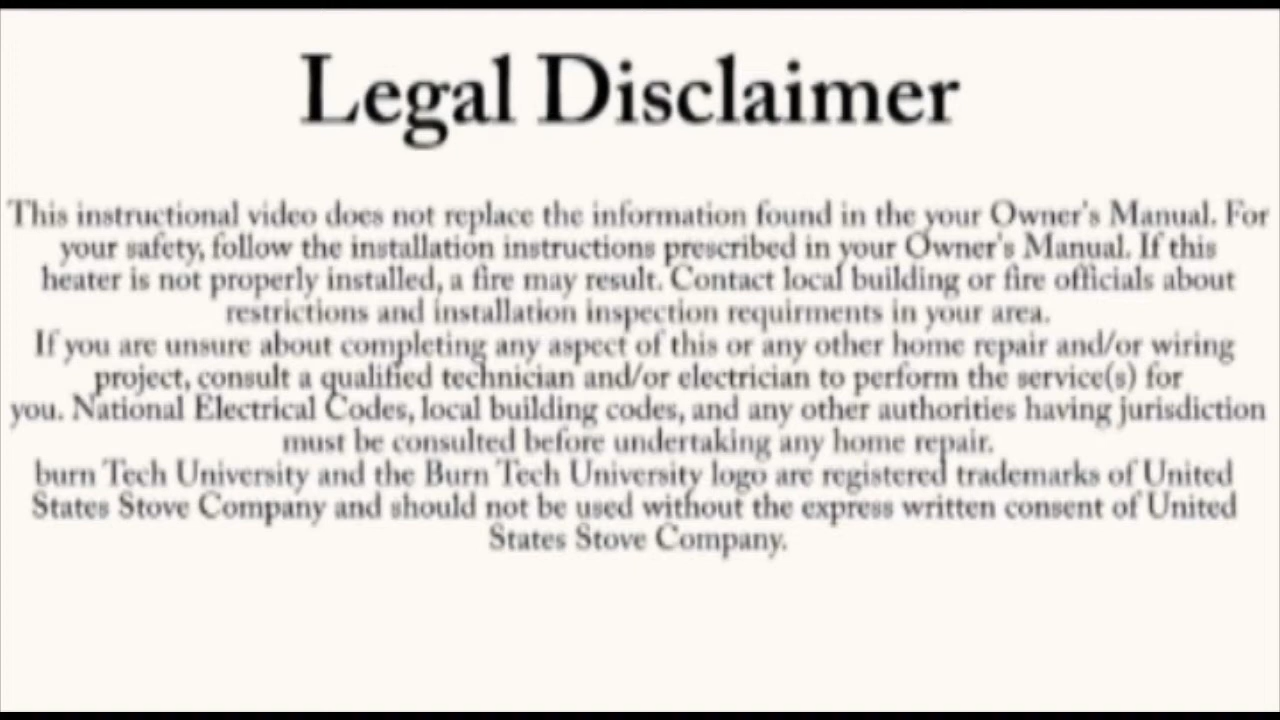 Legal Disclaimer
This instructional video does not replace the information found in the your Owner's Manual. For
your safety, follow the installation instructions prescribed in your Owner's Manual. If this
heater is not properly installed, a fire may result. Contact local building or fire officials about
restrictions and installation inspection requirments in your area.
If you are unsure about completing any aspect of this or any other home repair and/or wiring
project, consult a qualified technician and/or electrician to perform the service(s) for
you. National Electrical Codes, local building codes, and any other authorities having jurisdiction
must be consulted before undertaking any home repair.
burn Tech University and the Burn Tech University logo are registered trademarks of United
States Stove Company and should not be used without the express written consent of United
States Stove Company.